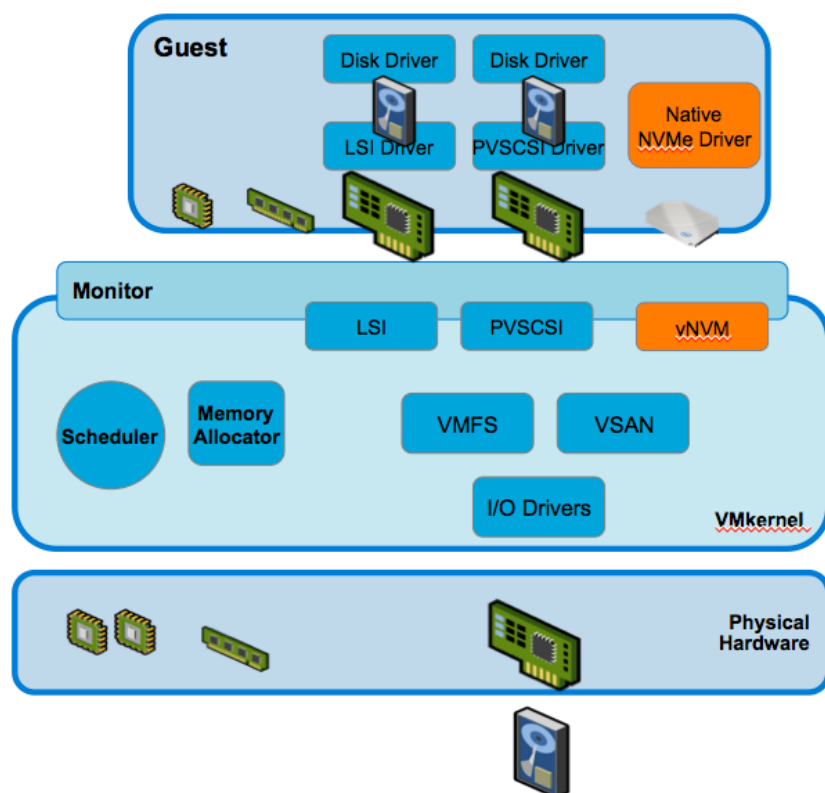 Guest
Disk Driver
Disk Driver
LSI Driver
PVSCSI Driver
Native
NVMe Driver
Monitor
LSI
PVSCSI
vNVM
Scheduler
Memory
Allocator
VMFS
VSAN
I/O Drivers
VMkernel
Physical
Hardware